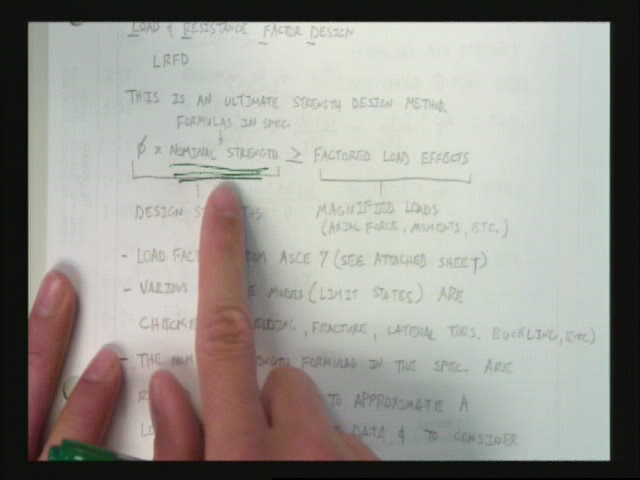 LOAD & RESISTANCE FACTOR DESIGN
LRFD
THIS IS AN ULTIMATE STRENGTH DESIGN METHOD.
FORMULAS IN SPEC.
φ × NOMINAL STRENGTH ≥ FACTORED LOAD EFFECTS
DESIGN MAGNIFIED LOADS
(AXIAL FORCE, MOMENTS, ETC.)
- LOAD ASCE 7 (SEE ATTACHED SHEET)
- VARIOUS MODES (LIMIT STATES) ARE
, FRACTURE, LATERAL TORS. BUCKLING, ETC)
- THE FORMULAS IN THE SPEC. ARE
TO APPROXIMATE A
DATA & TO CONSIDER